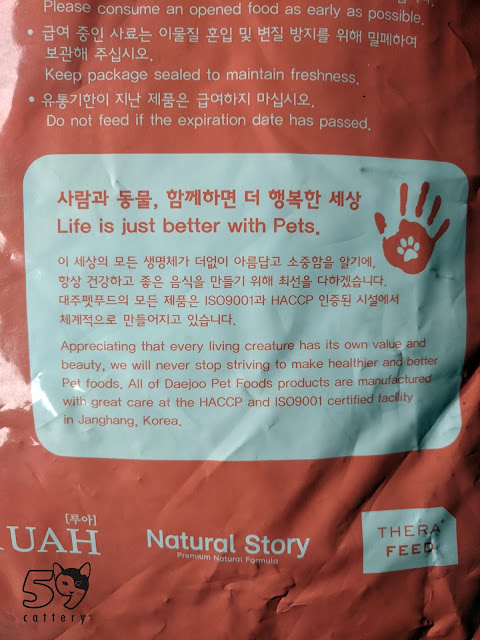 Please consume an opened food as early as possible.
• 급여 중인 사료는 이물질 혼입 및 변질 방지를 위해 밀폐하여
보관해 주십시오.
Keep package sealed to maintain freshness.
• 유통기한이 지난 제품은 급여하지 마십시오.
Do not feed if the expiration date has passed.
사람과 동물, 함께하면 더 행복한 세상
Life is just better with Pets.
이 세상의 모든 생명체가 더없이 아름답고 소중함을 알기에,
항상 건강하고 좋은 음식을 만들기 위해 최선을 다하겠습니다.
대주펫푸드의 모든 제품은 ISO9001과 HACCP 인증된 시설에서
체계적으로 만들어지고 있습니다.
Appreciating that every living creature has its own value and
beauty, we will never stop striving to make healthier and better
Pet foods. All of Daejoo Pet Foods products are manufactured
with great care at the HACCP and ISO9001 certified facility
in Janghang, Korea.
[루아]
UAH
Natural Story
Premium Natural Formula
THERA+
FEED
59
cattery